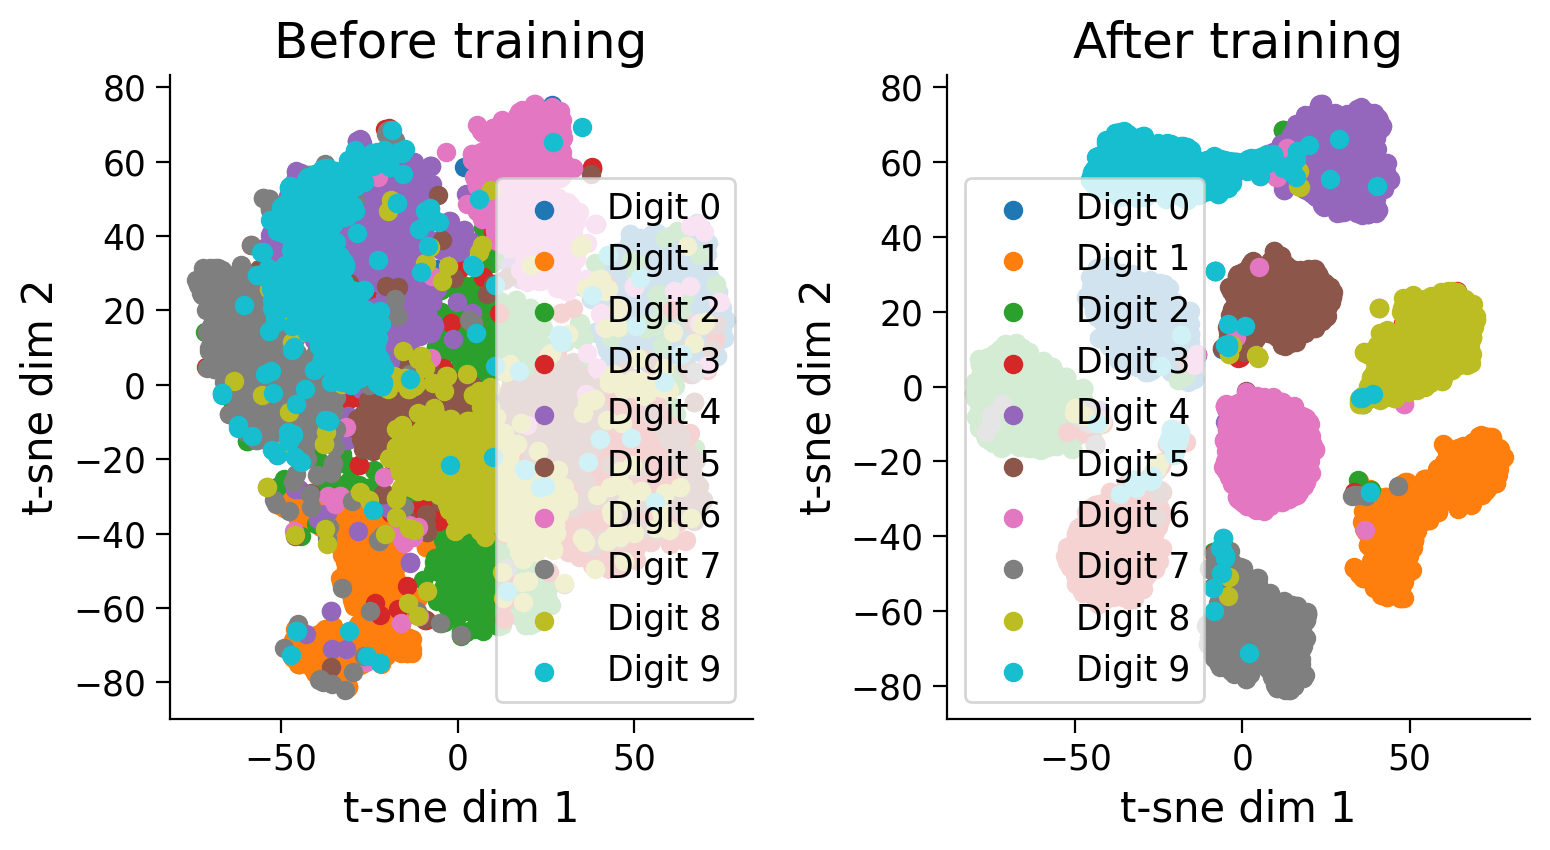 Before training
80
60
40
20
0
−20
−40
−60
−80
t-sne dim 2
−50
0
50
t-sne dim 1
Digit 0
Digit 1
Digit 2
Digit 3
Digit 4
Digit 5
Digit 6
Digit 7
Digit 8
Digit 9
After training
80
60
40
20
0
−20
−40
−60
−80
t-sne dim 2
−50
0
50
t-sne dim 1
Digit 0
Digit 1
Digit 2
Digit 3
Digit 4
Digit 5
Digit 6
Digit 7
Digit 8
Digit 9